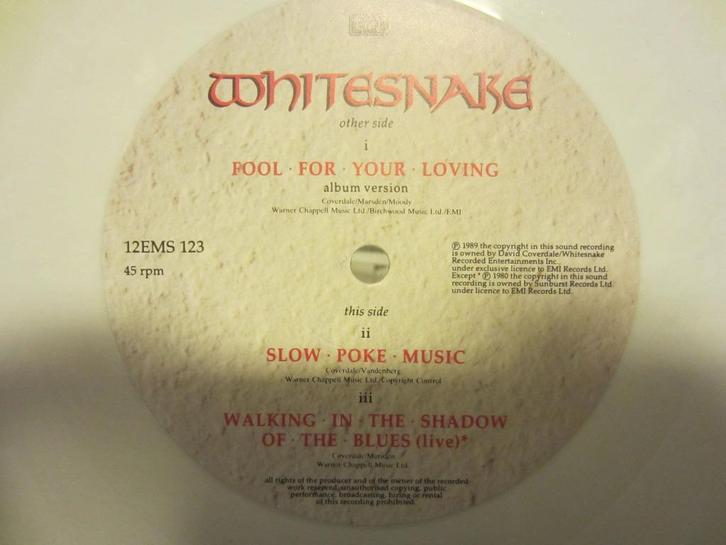 EMI
WHITESNAKE
other side
i
FOOL · FOR · YOUR · LOVING
album version
Coverdale/Marsden/Moody
Warner Chappell Music Ltd./Birchwood Music Ltd./EMI
12EMS 123
45 rpm
℗ 1989 the copyright in this sound recording
is owned by David Coverdale/Whitesnake
Recorded Entertainments Inc.,
under exclusive licence to EMI Records Ltd.
Except * ℗ 1980 the copyright in this sound
recording is owned by Sunburst Records Ltd.
under licence to EMI Records Ltd.
this side
ii
SLOW · POKE · MUSIC
Coverdale/Vandenberg
Warner Chappell Music Ltd./Copyright Control
iii
WALKING · IN · THE · SHADOW
OF · THE · BLUES (live)*
Coverdale/Marsden
Warner Chappell Music Ltd.
all rights of the producer and of the owner of the recorded
work reserved, unauthorised copying, public
performance, broadcasting, hiring or rental
of this recording prohibited.